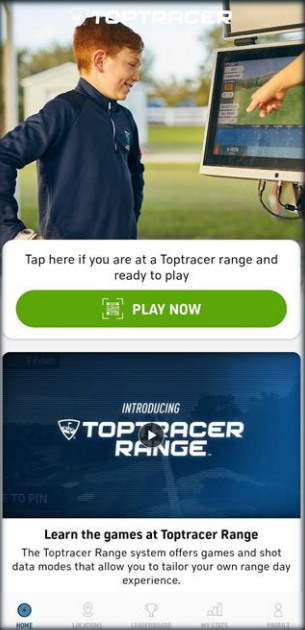 TOPTRACER
Tap here if you are at a Toptracer range and
ready to play
PLAY NOW
INTRODUCING
TOPTRACER
RANGE
E TO PIN
Learn the games at Toptracer Range
The Toptracer Range system offers games and shot
data modes that allow you to tailor your own range day
experience.
HOME
LOCATIONS
LEADERBOARD
MY STATS
PROFILE